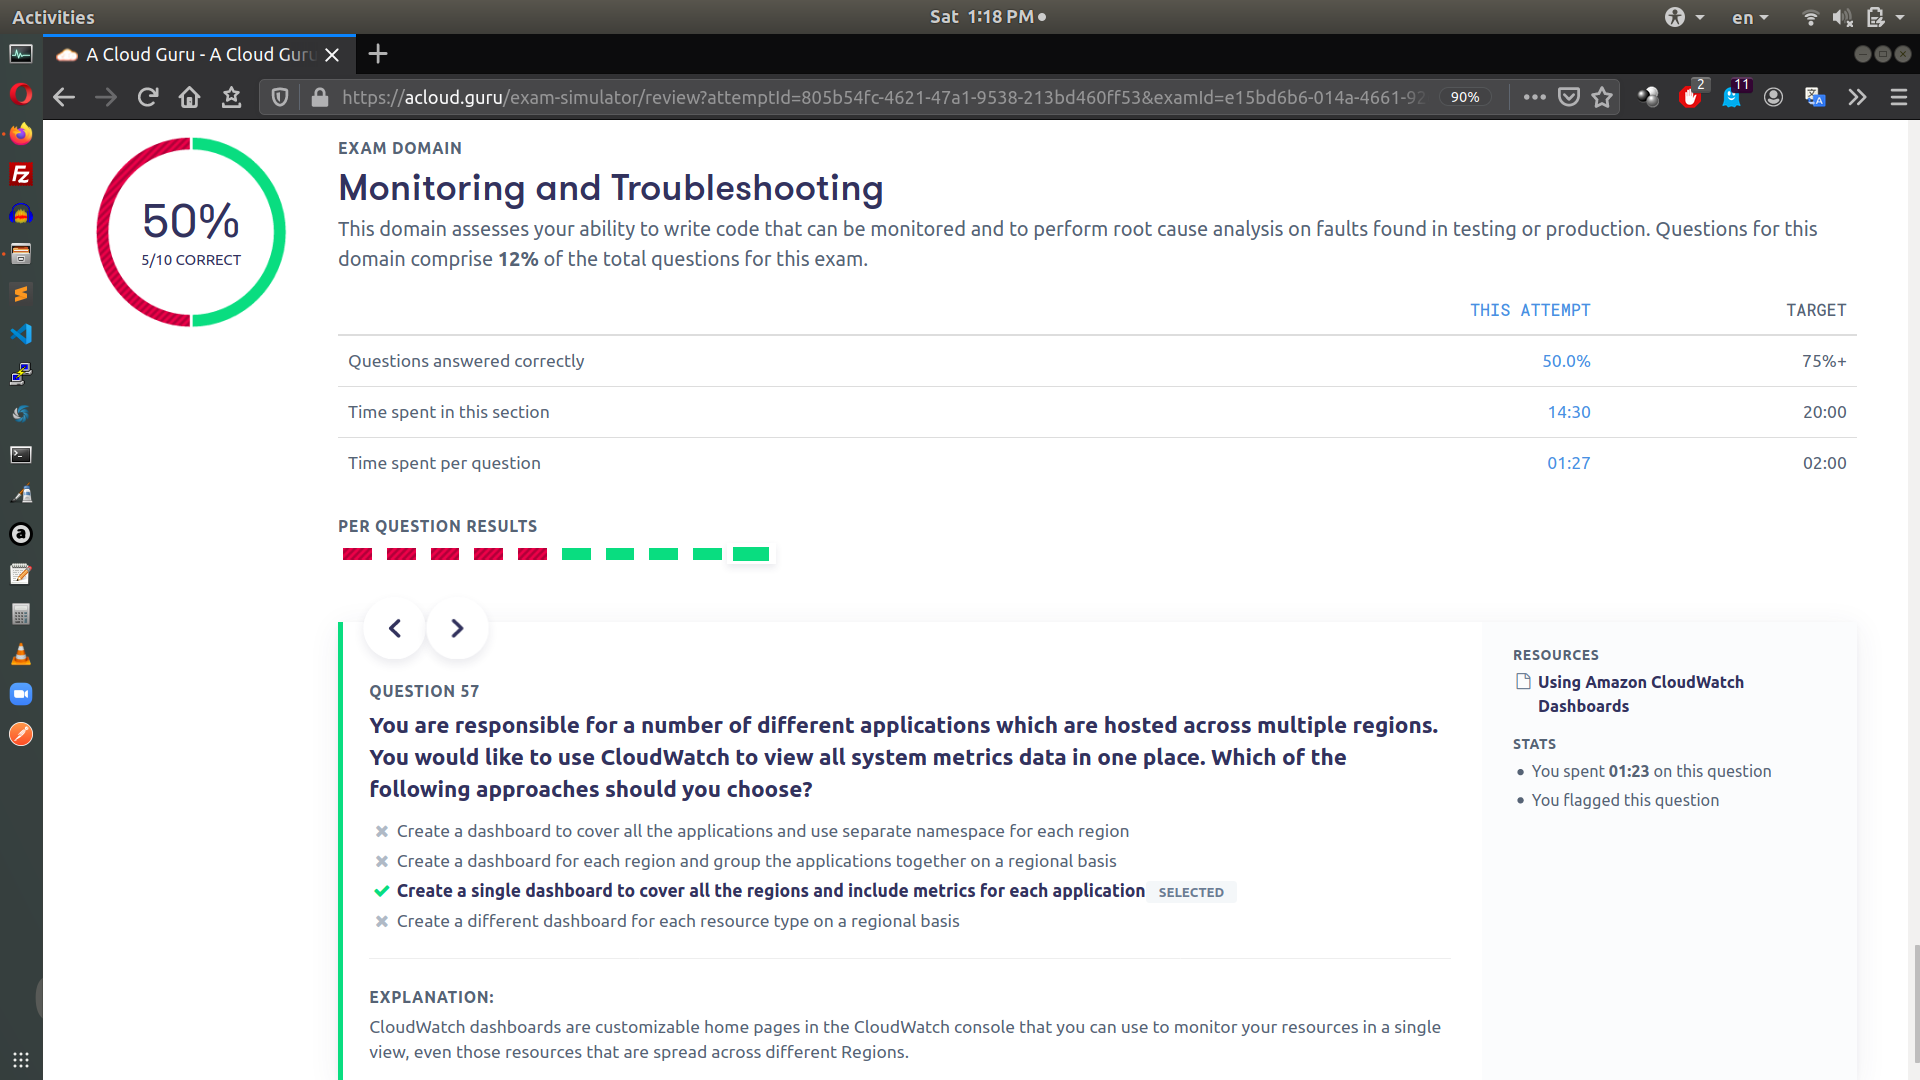 Activities
Sat 1:18 PM
en
A Cloud Guru - A Cloud Guru
https://acloud.guru/exam-simulator/review?attemptId=805b54fc-4621-47a1-9538-213bd460ff53&examId=e15bd6b6-014a-4661-92
90%
2
11
50%
5/10 CORRECT
EXAM DOMAIN
Monitoring and Troubleshooting
This domain assesses your ability to write code that can be monitored and to perform root cause analysis on faults found in testing or production. Questions for this
domain comprise 12% of the total questions for this exam.
THIS ATTEMPT TARGET
Questions answered correctly 50.0% 75%+
Time spent in this section 14:30 20:00
Time spent per question 01:27 02:00
PER QUESTION RESULTS
QUESTION 57
You are responsible for a number of different applications which are hosted across multiple regions.
You would like to use CloudWatch to view all system metrics data in one place. Which of the
following approaches should you choose?
Create a dashboard to cover all the applications and use separate namespace for each region
Create a dashboard for each region and group the applications together on a regional basis
Create a single dashboard to cover all the regions and include metrics for each application SELECTED
Create a different dashboard for each resource type on a regional basis
EXPLANATION:
CloudWatch dashboards are customizable home pages in the CloudWatch console that you can use to monitor your resources in a single
view, even those resources that are spread across different Regions.
RESOURCES
Using Amazon CloudWatch
Dashboards
STATS
You spent 01:23 on this question
You flagged this question